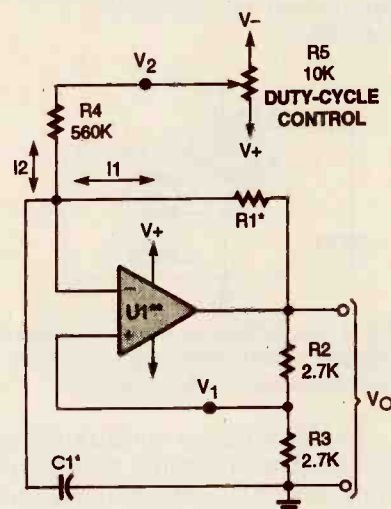 V–
V2
R5
10K
DUTY-CYCLE
CONTROL
R4
560K
V+
I2
I1
R1*
V+
–
U1**
+
R2
2.7K
V1
VO
R3
2.7K
C1*